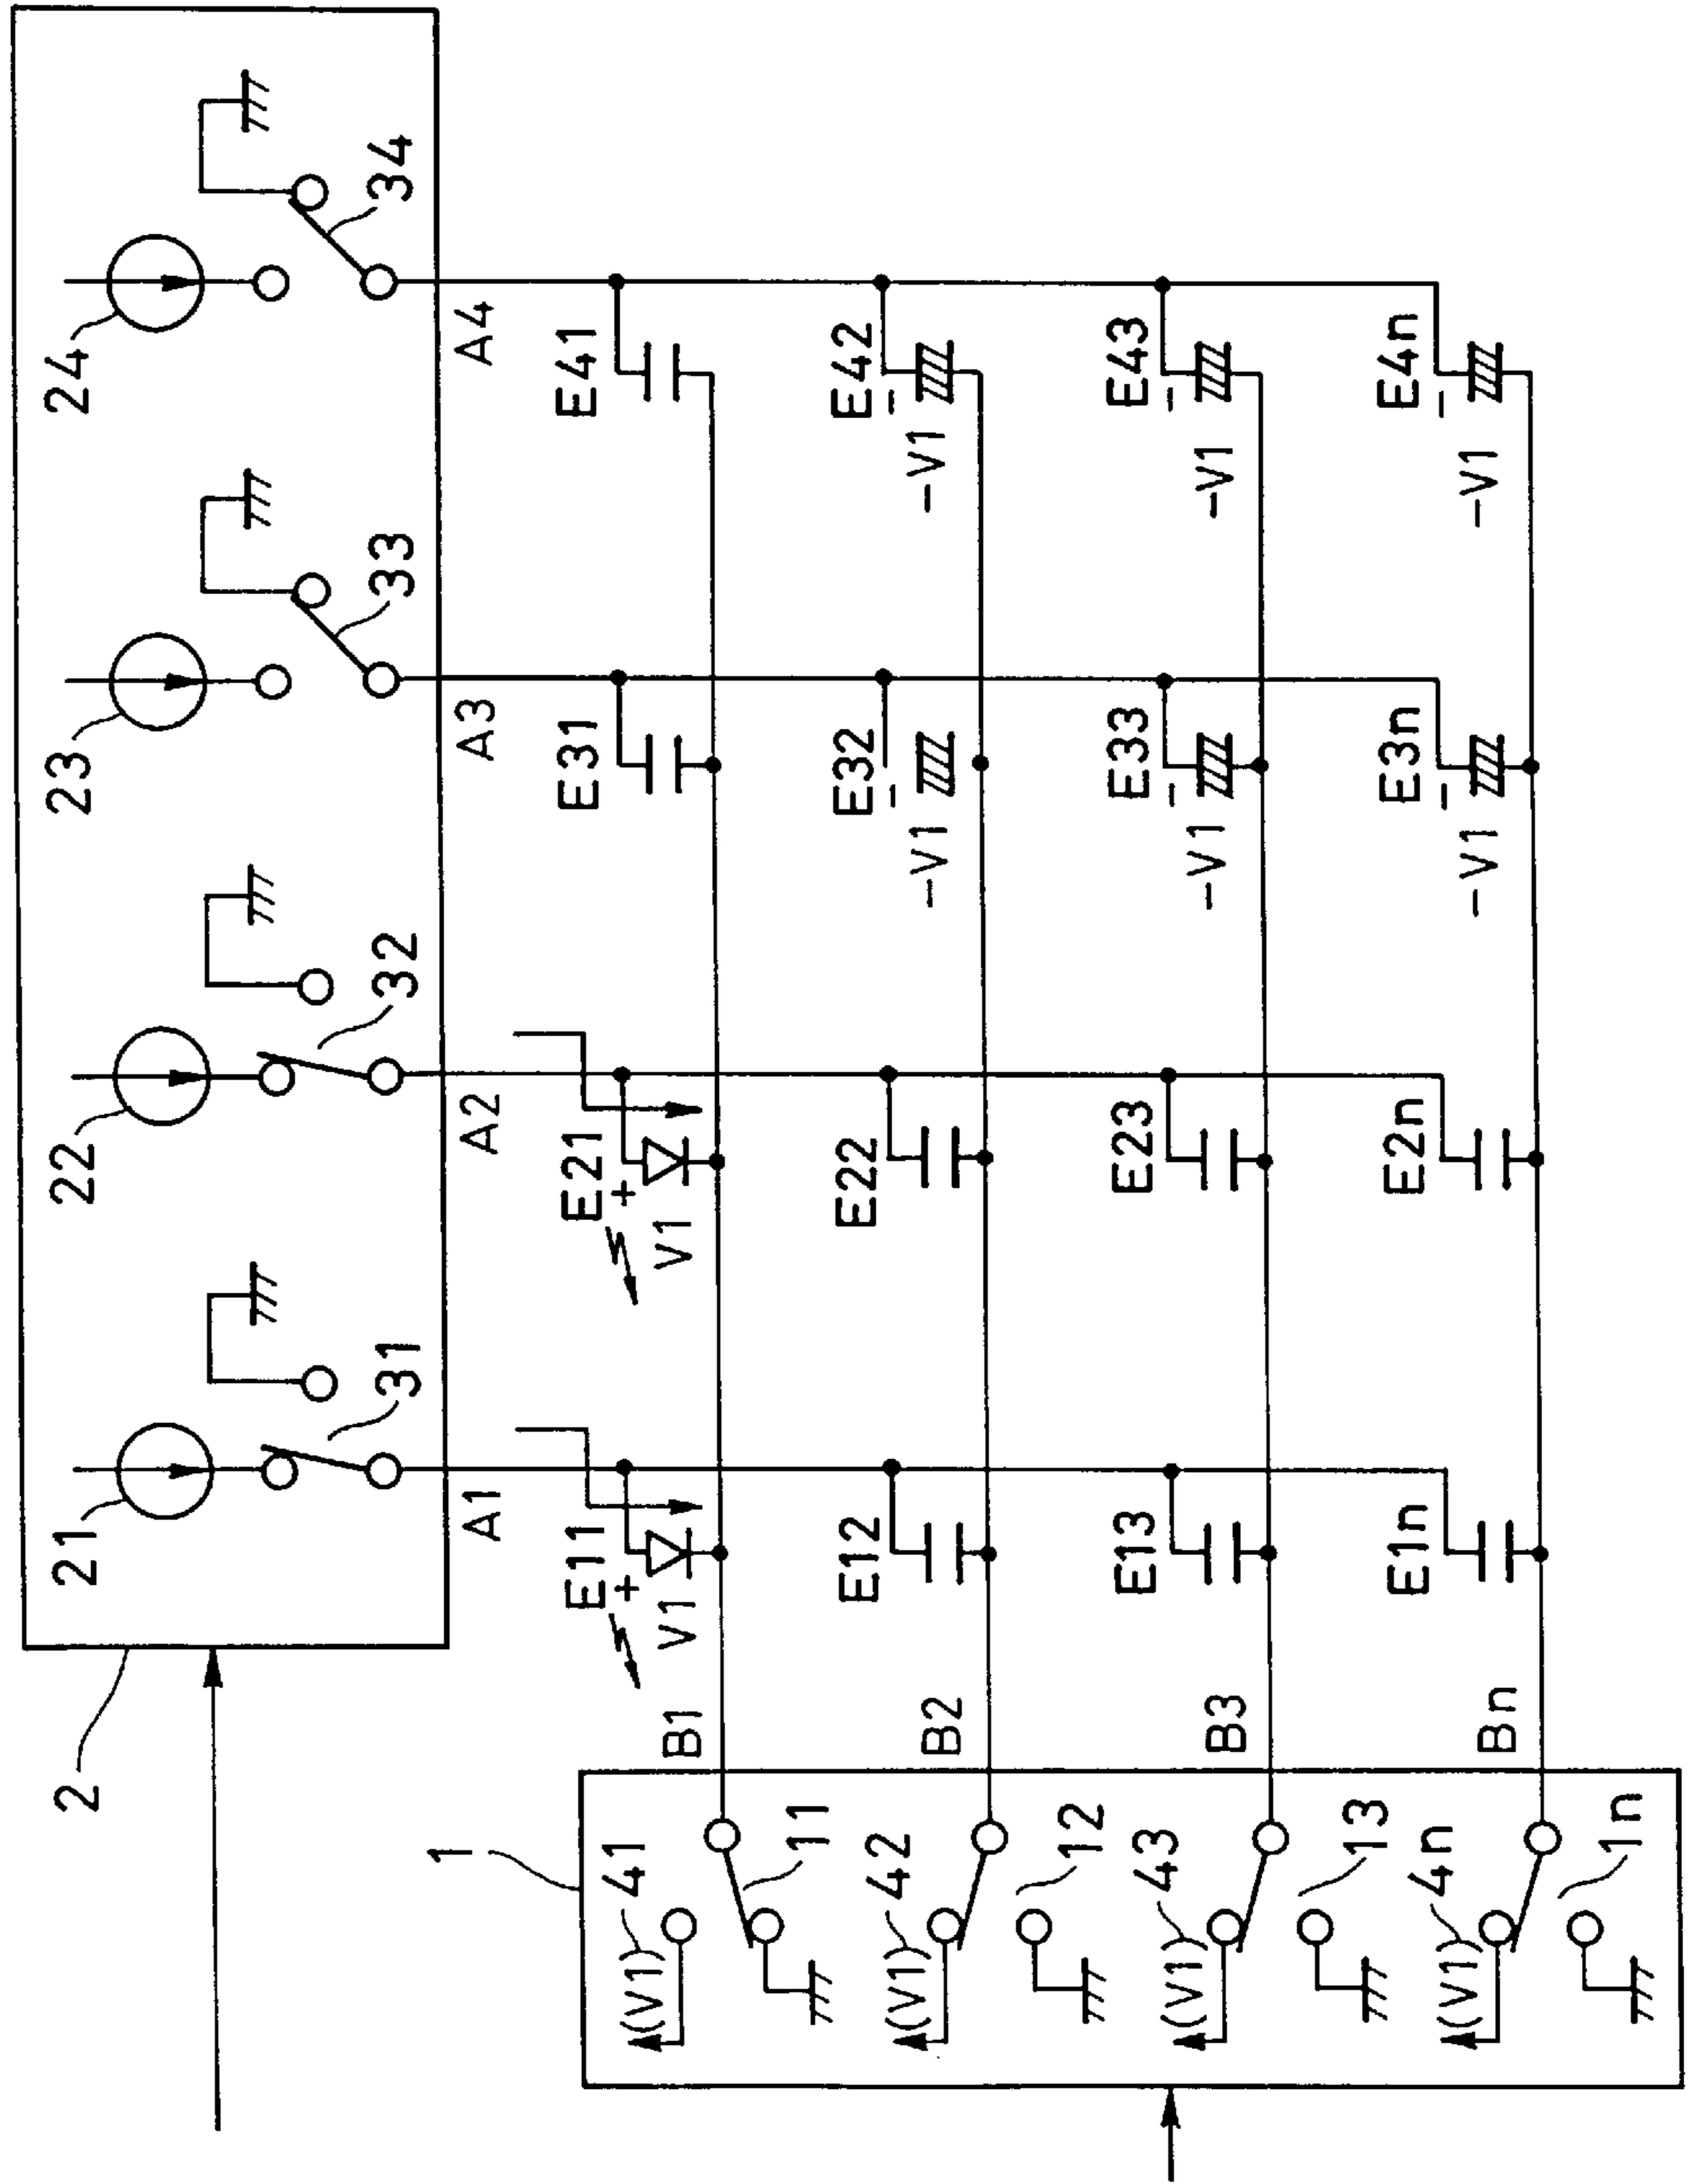 24
23
22
21
34
33
32
31
2
A4
A3
A2
A1
E41
E31
E21
E11
+
+
V1
V1
E42
E32
E22
E12
−
−
−V1
−V1
E43
E33
E23
E13
−
−
−V1
−V1
E4n
E3n
E2n
E1n
−
−
−V1
−V1
B1
B2
B3
Bn
1
(V1)
41
11
(V1)
42
12
(V1)
43
13
(V1)
4n
1n